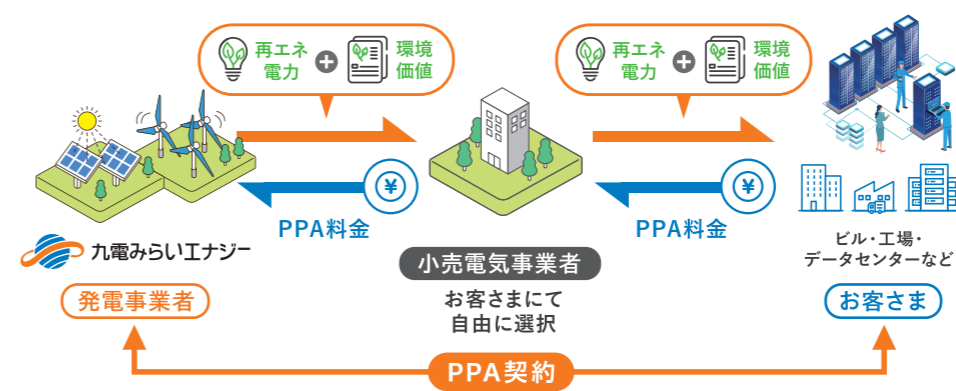 再エネ
電力
+
環境
価値
再エネ
電力
+
環境
価値
¥
PPA料金
¥
PPA料金
九電みらいエナジー
発電事業者
小売電気事業者
お客さまにて
自由に選択
ビル・工場・
データセンターなど
お客さま
PPA契約